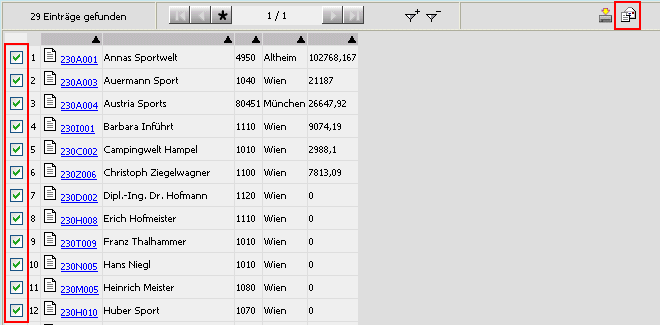 29 Einträge gefunden * 1 / 1
1 230A001 Annas Sportwelt 4950 Altheim 102768,167
2 230A003 Auermann Sport 1040 Wien 21187
3 230A004 Austria Sports 80451 München 26647,92
4 230I001 Barbara Inführt 1110 Wien 9074,19
5 230C002 Campingwelt Hampel 1010 Wien 2988,1
6 230Z006 Christoph Ziegelwagner 1100 Wien 7813,09
7 230D002 Dipl.-Ing. Dr. Hofmann 1120 Wien 0
8 230H008 Erich Hofmeister 1110 Wien 0
9 230T009 Franz Thalhammer 1010 Wien 0
10 230N005 Hans Niegl 1010 Wien 0
11 230M005 Heinrich Meister 1080 Wien 0
12 230H010 Huber Sport 1070 Wien 0